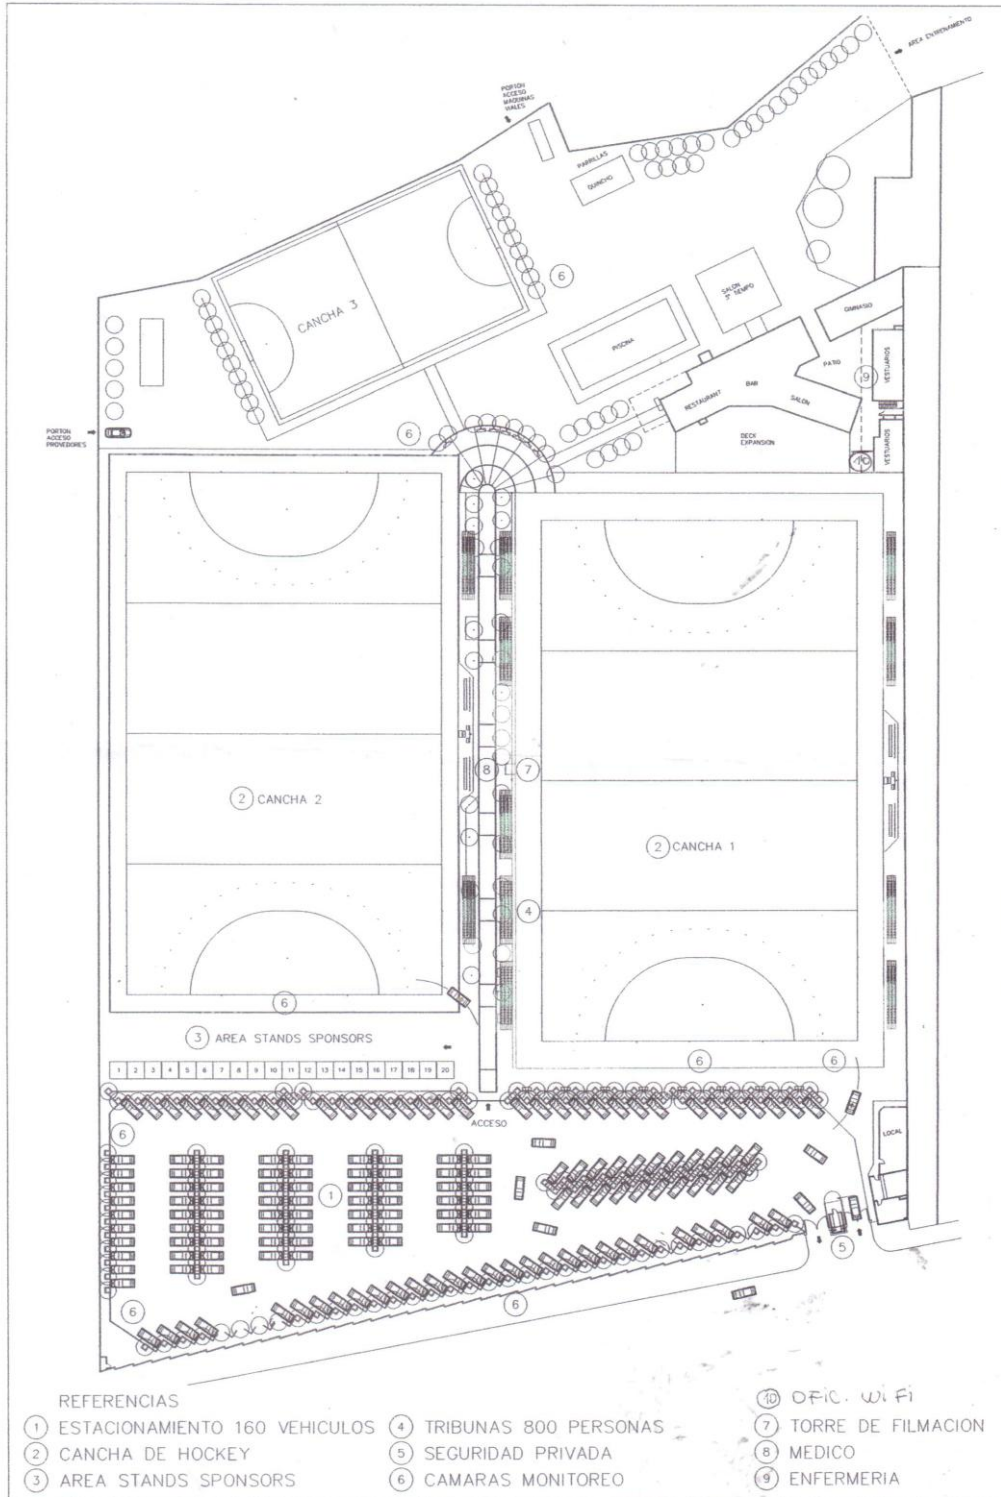 AREA ENTRENAMIENTO
PORTON
ACCESO
MAQUINAS
VIALES
PARRILLAS
QUINCHO
6
CANCHA 3
SALON
3º TIEMPO
GIMNASIO
PISCINA
PATIO
9
VESTUARIOS
BAR
RESTAURANT
SALON
PORTON
ACCESO
PROVEDORES
6
DECK
EXPANSION
VESTUARIOS
10
8
7
2 CANCHA 2
2 CANCHA 1
4
6
3 AREA STANDS SPONSORS
6
6
1 2 3 4 5 6 7 8 9 10 11 12 13 14 15 16 17 18 19 20
ACCESO
6
LOCAL
1
5
6
6
REFERENCIAS
1 ESTACIONAMIENTO 160 VEHICULOS
2 CANCHA DE HOCKEY
3 AREA STANDS SPONSORS
4 TRIBUNAS 800 PERSONAS
5 SEGURIDAD PRIVADA
6 CAMARAS MONITOREO
10 OFIC. WiFi
7 TORRE DE FILMACION
8 MEDICO
9 ENFERMERIA